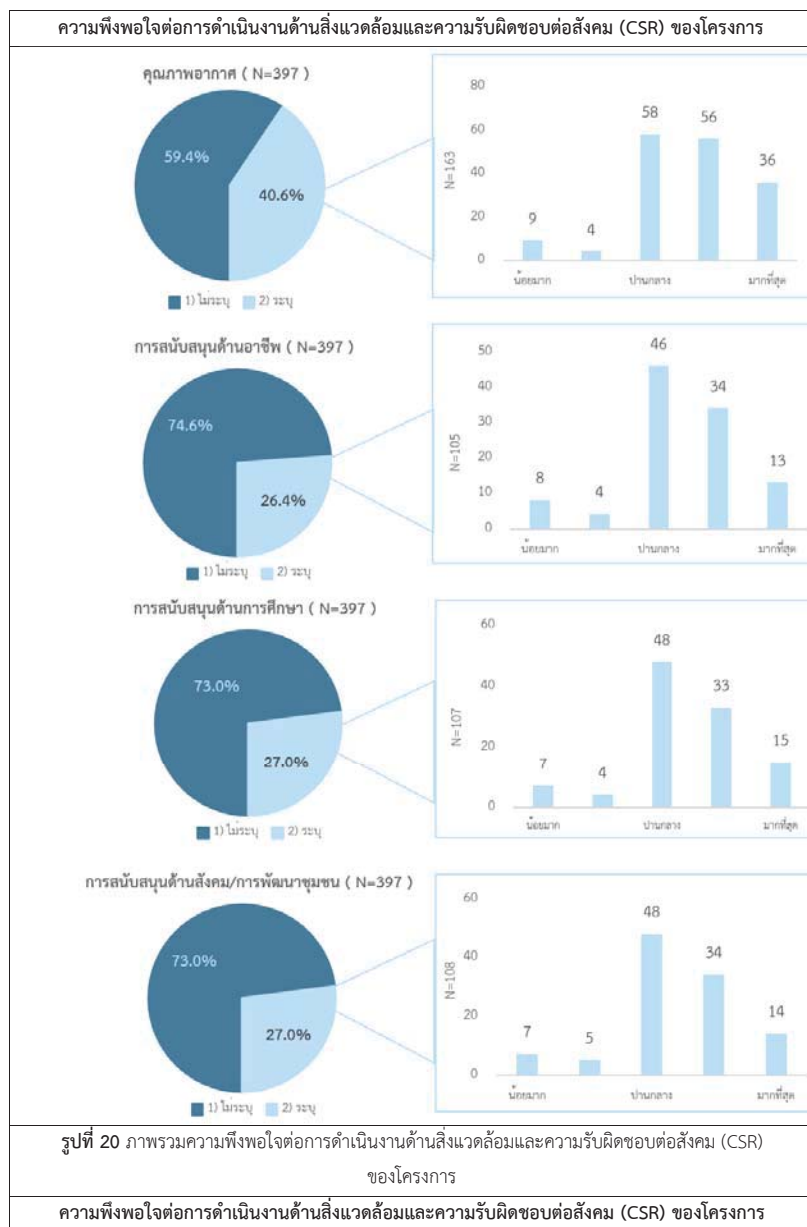 ความพึงพอใจต่อการดำเนินงานด้านสิ่งแวดล้อมและความรับผิดชอบต่อสังคม (CSR) ของโครงการ
คุณภาพอากาศ ( N=397 )
59.4%
40.6%
1) ไม่ระบุ 2) ระบุ
N=163
80
60
40
20
0
9 4 58 56 36
น้อยมาก ปานกลาง มากที่สุด
การสนับสนุนด้านอาชีพ ( N=397 )
74.6%
26.4%
1) ไม่ระบุ 2) ระบุ
N=105
50
40
30
20
10
0
8 4 46 34 13
น้อยมาก ปานกลาง มากที่สุด
การสนับสนุนด้านการศึกษา ( N=397 )
73.0%
27.0%
1) ไม่ระบุ 2) ระบุ
N=107
60
40
20
0
7 4 48 33 15
น้อยมาก ปานกลาง มากที่สุด
การสนับสนุนด้านสังคม/การพัฒนาชุมชน ( N=397 )
73.0%
27.0%
1) ไม่ระบุ 2) ระบุ
N=108
60
40
20
0
7 5 48 34 14
น้อยมาก ปานกลาง มากที่สุด
รูปที่ 20 ภาพรวมความพึงพอใจต่อการดำเนินงานด้านสิ่งแวดล้อมและความรับผิดชอบต่อสังคม (CSR)
ของโครงการ
ความพึงพอใจต่อการดำเนินงานด้านสิ่งแวดล้อมและความรับผิดชอบต่อสังคม (CSR) ของโครงการ